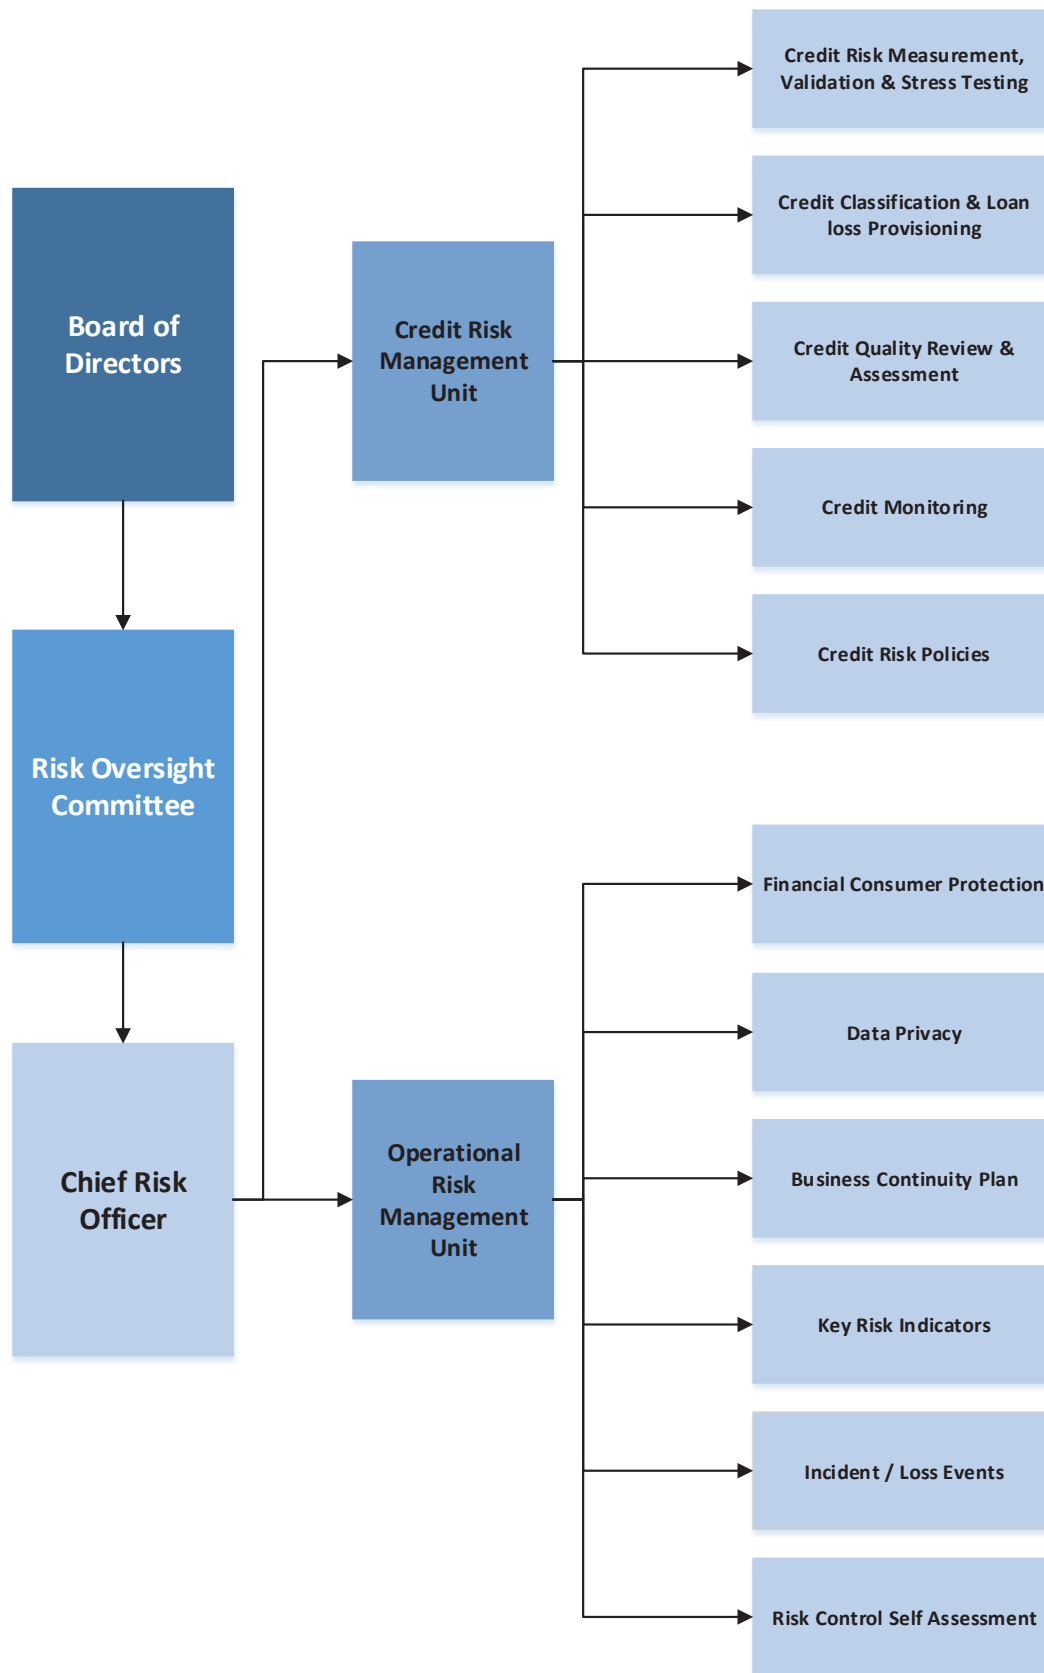 Board of
Directors
Risk Oversight
Committee
Chief Risk
Officer
Credit Risk
Management
Unit
Credit Risk Measurement,
Validation & Stress Testing
Credit Classification & Loan
loss Provisioning
Credit Quality Review &
Assessment
Credit Monitoring
Credit Risk Policies
Operational
Risk
Management
Unit
Financial Consumer Protection
Data Privacy
Business Continuity Plan
Key Risk Indicators
Incident / Loss Events
Risk Control Self Assessment